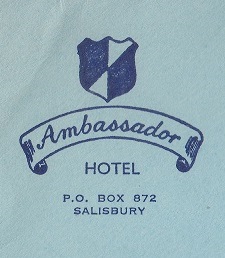 Ambassador
HOTEL
P.O. BOX 872
SALISBURY